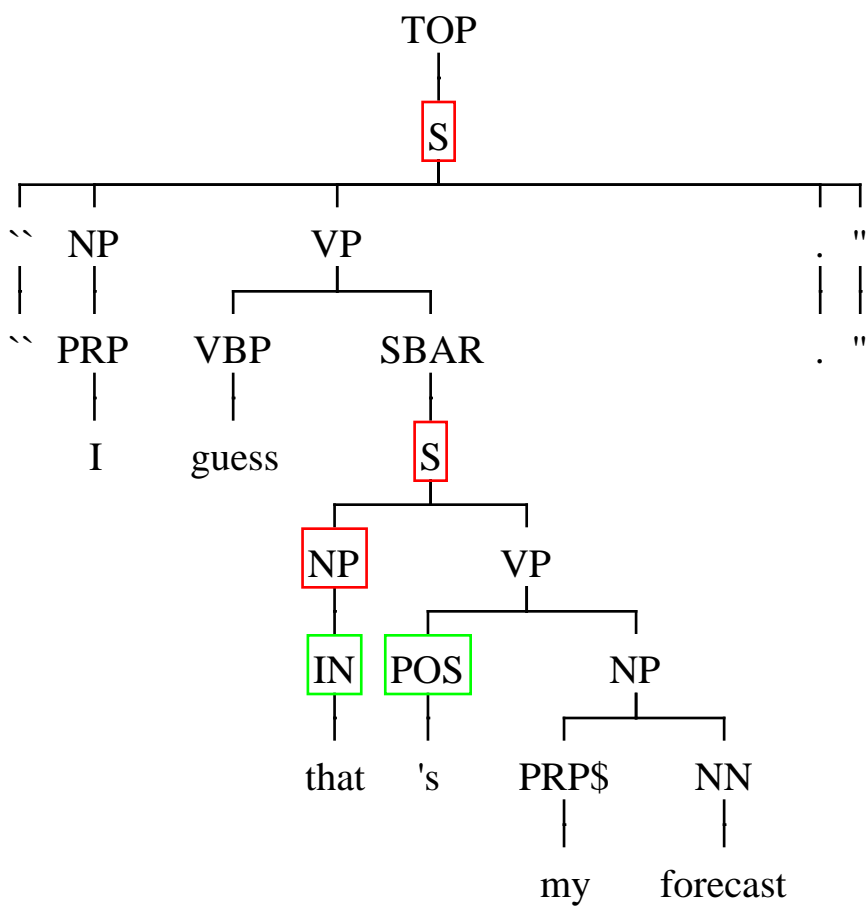 TOP
S
`` NP VP . "
`` PRP VBP SBAR . "
I guess S
NP VP
IN POS NP
that 's PRP$ NN
my forecast